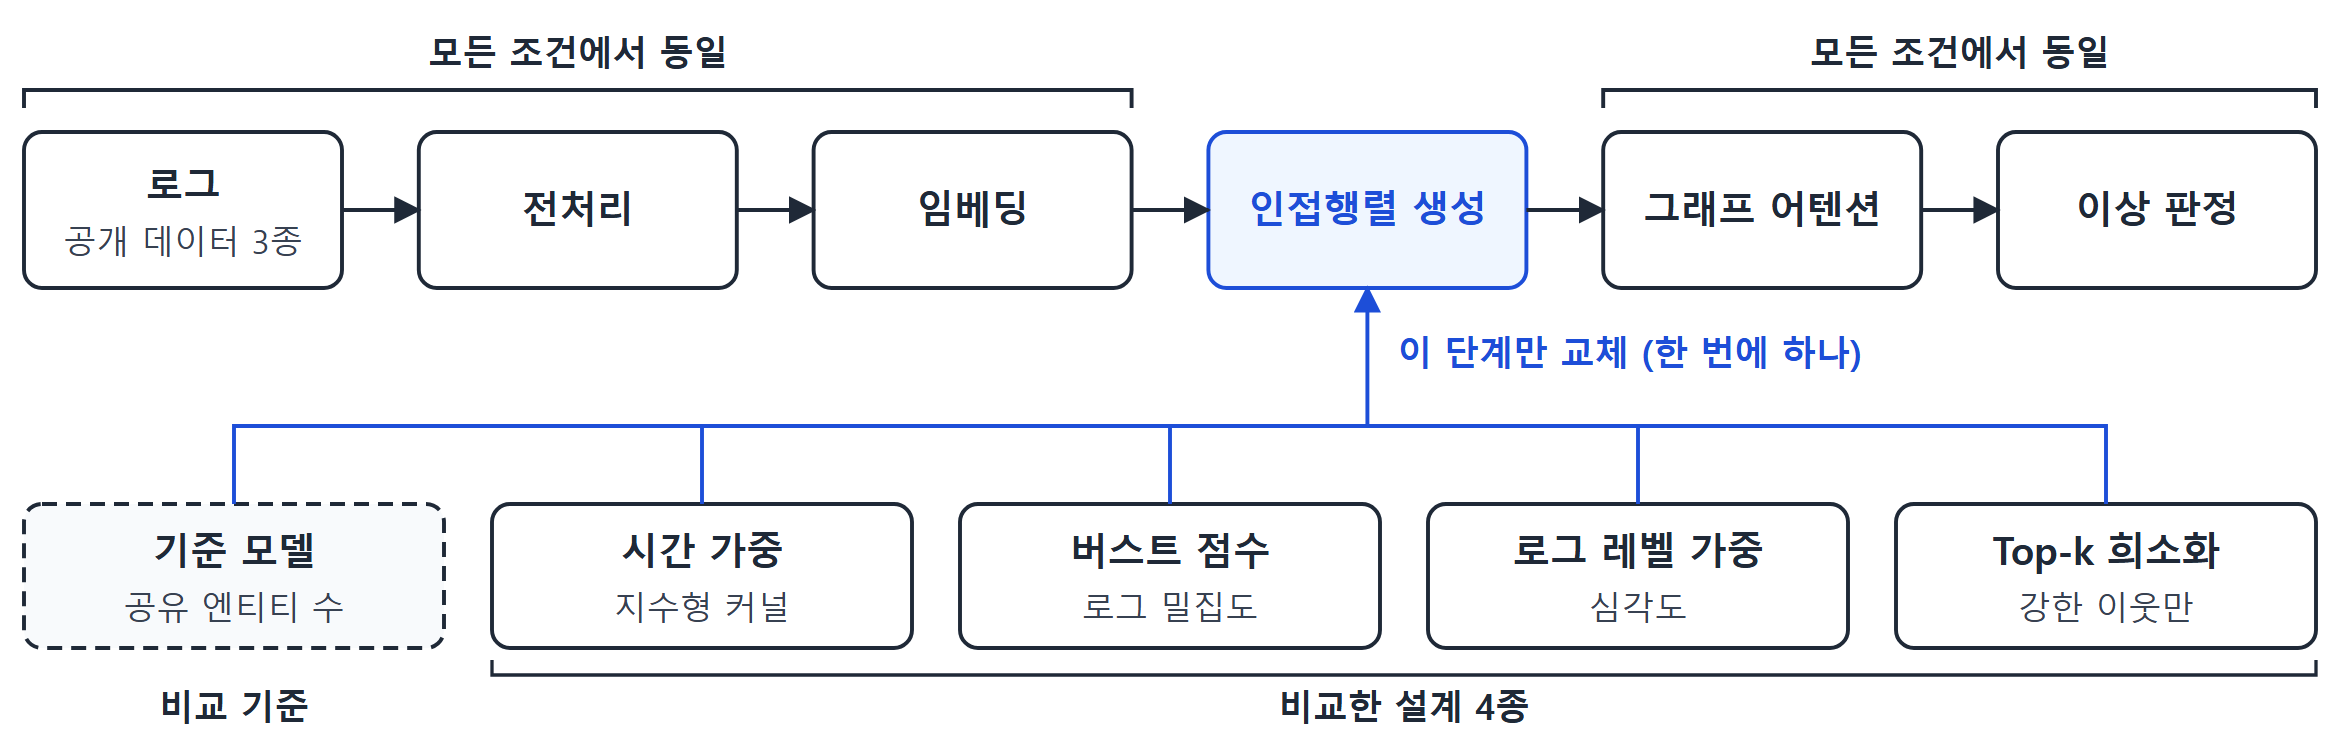 모든 조건에서 동일
모든 조건에서 동일
로그
공개 데이터 3종
전처리
임베딩
인접행렬 생성
그래프 어텐션
이상 판정
이 단계만 교체 (한 번에 하나)
기준 모델
공유 엔티티 수
시간 가중
지수형 커널
버스트 점수
로그 밀집도
로그 레벨 가중
심각도
Top-k 희소화
강한 이웃만
비교 기준
비교한 설계 4종